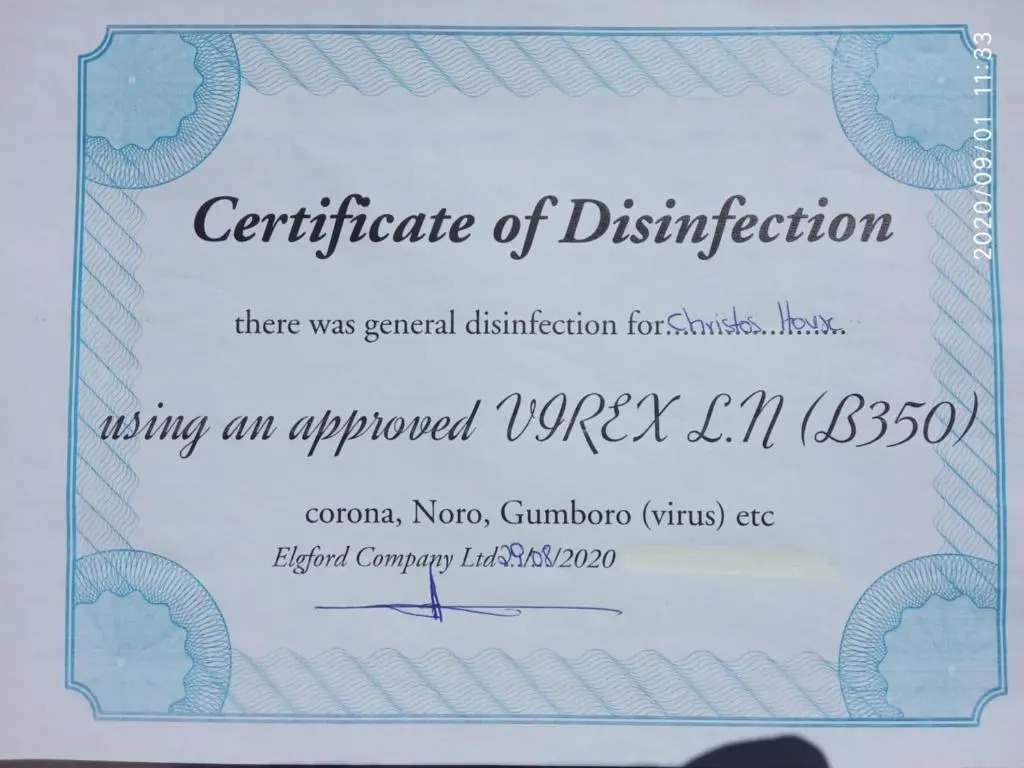 Certificate of Disinfection
there was general disinfection for.Christos..House.
using an approved VIREX L.N (B350)
corona, Noro, Gumboro (virus) etc
Elgford Company Ltd 29/08/2020
2020/09/01 11:33